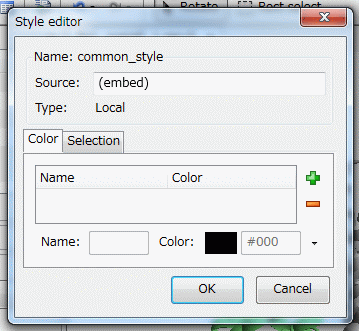 Rotate Rect select
Style editor
Name: common_style
Source: (embed)
Type: Local
Color Selection
Name Color
Name: Color: #000
OK Cancel